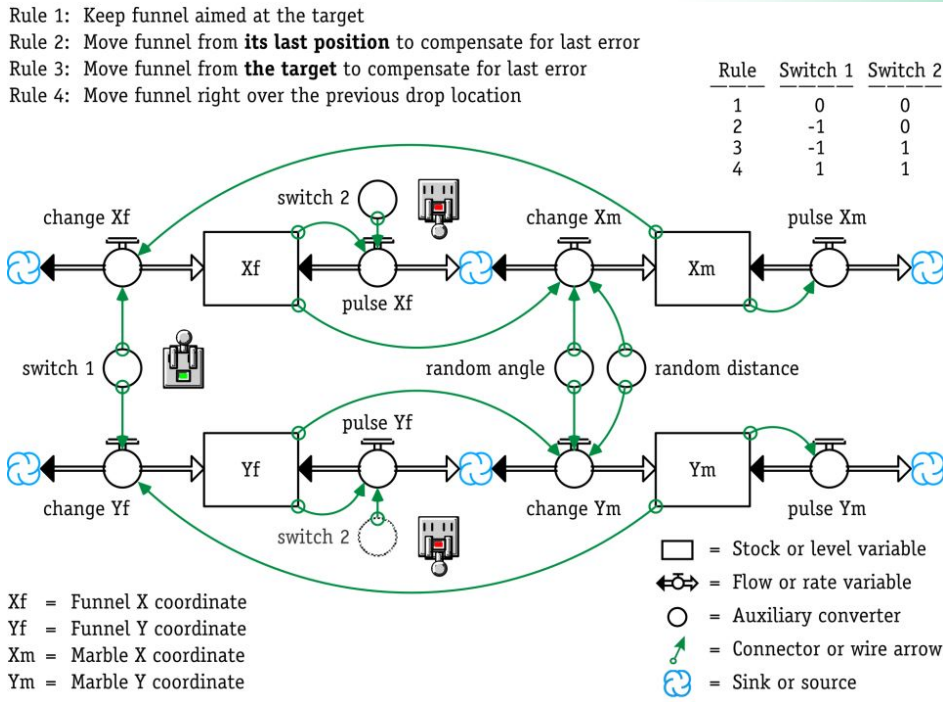 Rule 1: Keep funnel aimed at the target
Rule 2: Move funnel from its last position to compensate for last error
Rule 3: Move funnel from the target to compensate for last error
Rule 4: Move funnel right over the previous drop location
Rule Switch 1 Switch 2
1 0 0
2 -1 0
3 -1 1
4 1 1
switch 2
change Xf
change Xm
pulse Xm
Xf
Xm
pulse Xf
switch 1
random angle
random distance
pulse Yf
Yf
Ym
change Yf
change Ym
pulse Ym
switch 2
= Stock or level variable
= Flow or rate variable
= Auxiliary converter
= Connector or wire arrow
= Sink or source
Xf = Funnel X coordinate
Yf = Funnel Y coordinate
Xm = Marble X coordinate
Ym = Marble Y coordinate